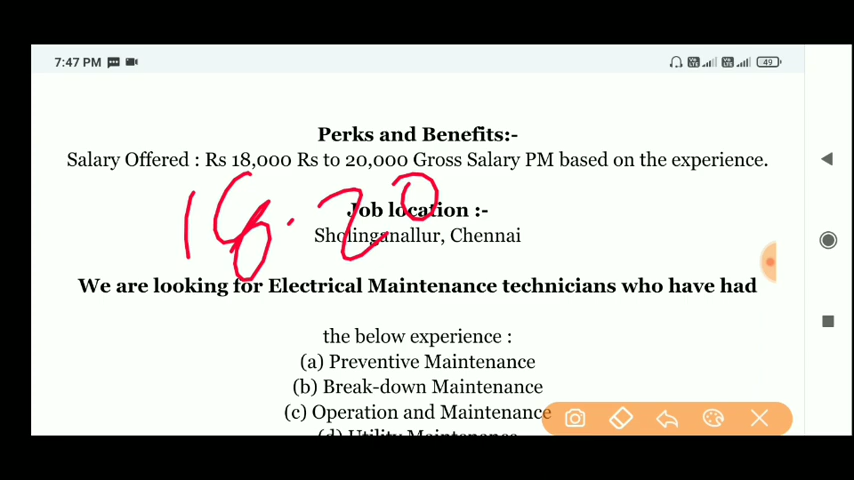 7:47 PM
49
Perks and Benefits:-
Salary Offered : Rs 18,000 Rs to 20,000 Gross Salary PM based on the experience.
18.20
Job location :-
Sholinganallur, Chennai
We are looking for Electrical Maintenance technicians who have had
the below experience :
(a) Preventive Maintenance
(b) Break-down Maintenance
(c) Operation and Maintenance
(d) Utility Maintenance